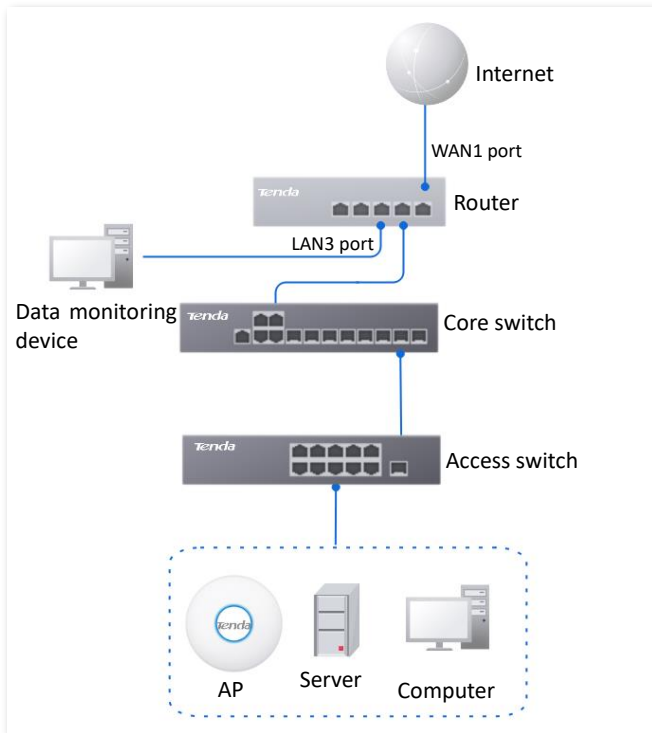 Internet
WAN1 port
Tenda
Router
LAN3 port
Data monitoring
device
Tenda
Core switch
Tenda
Access switch
Tenda
AP
Server
Computer